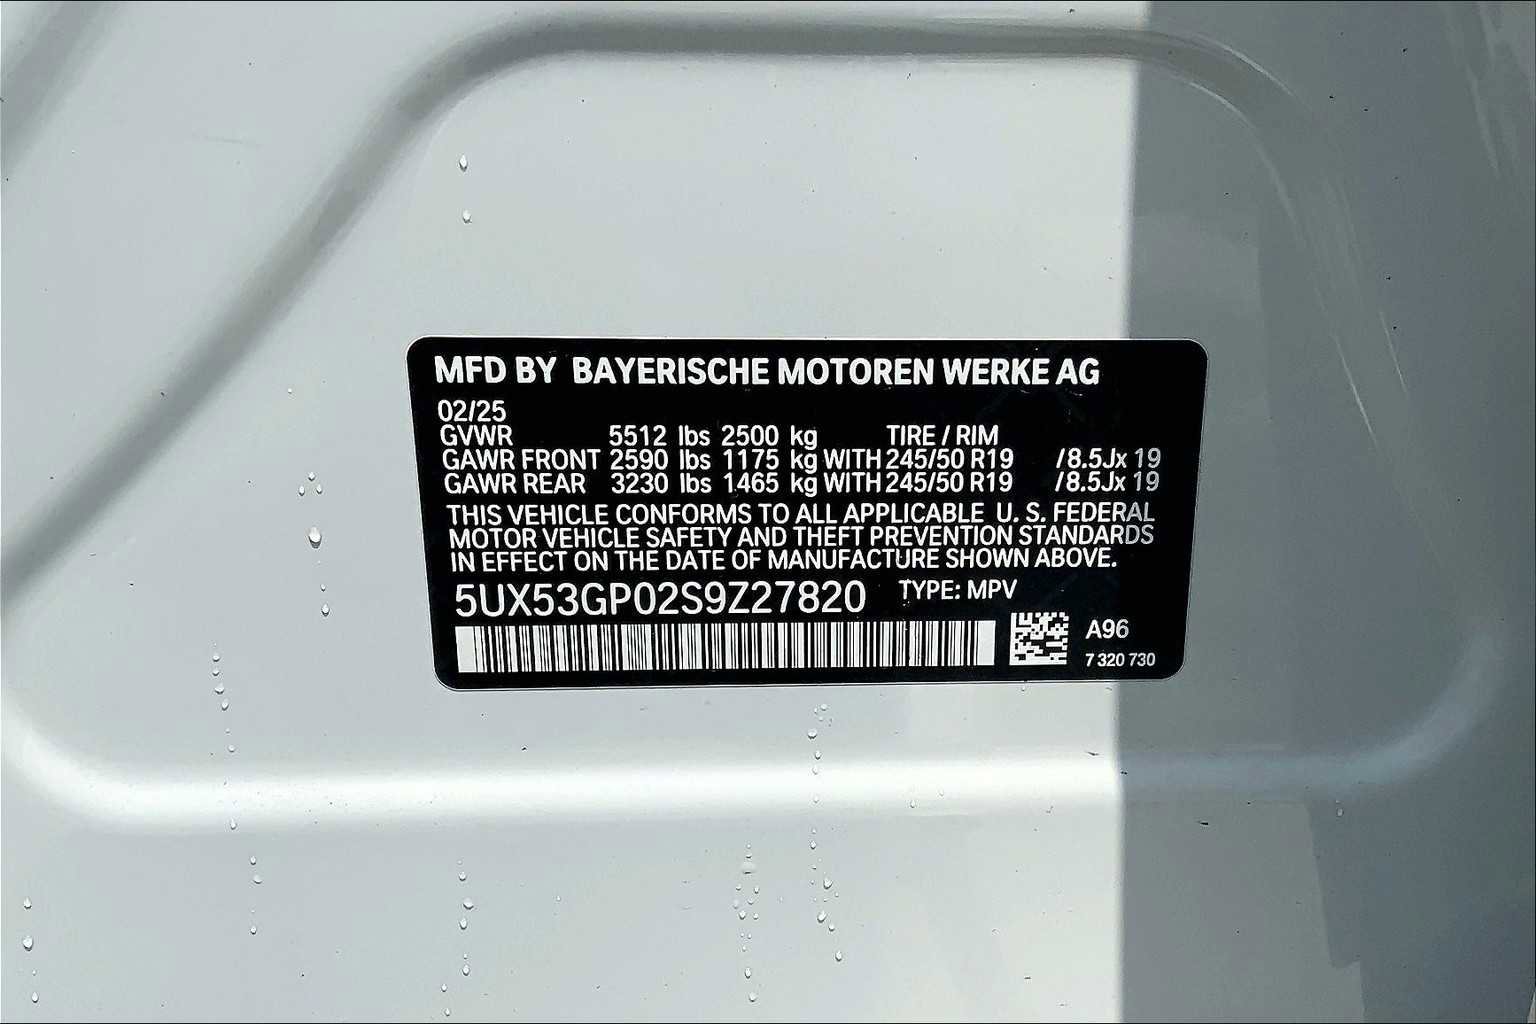 MFD BY BAYERISCHE MOTOREN WERKE AG
02/25
GVWR 5512 lbs 2500 kg TIRE / RIM
GAWR FRONT 2590 lbs 1175 kg WITH 245/50 R19 /8.5Jx 19
GAWR REAR 3230 lbs 1465 kg WITH 245/50 R19 /8.5Jx 19
THIS VEHICLE CONFORMS TO ALL APPLICABLE U. S. FEDERAL
MOTOR VEHICLE SAFETY AND THEFT PREVENTION STANDARDS
IN EFFECT ON THE DATE OF MANUFACTURE SHOWN ABOVE.
5UX53GP02S9Z27820 TYPE: MPV
A96
7 320 730